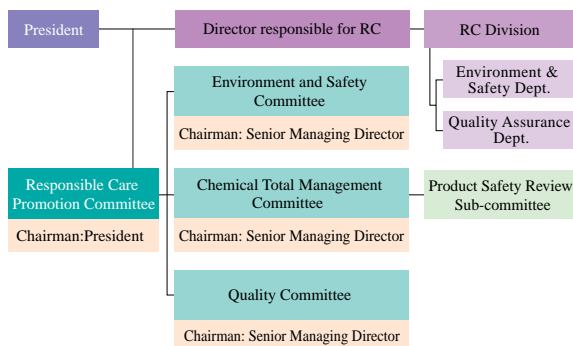 President
Director responsible for RC
RC Division
Environment &
Safety Dept.
Quality Assurance
Dept.
Environment and Safety
Committee
Chairman: Senior Managing Director
Responsible Care
Promotion Committee
Chairman:President
Chemical Total Management
Committee
Chairman: Senior Managing Director
Product Safety Review
Sub-committee
Quality Committee
Chairman: Senior Managing Director